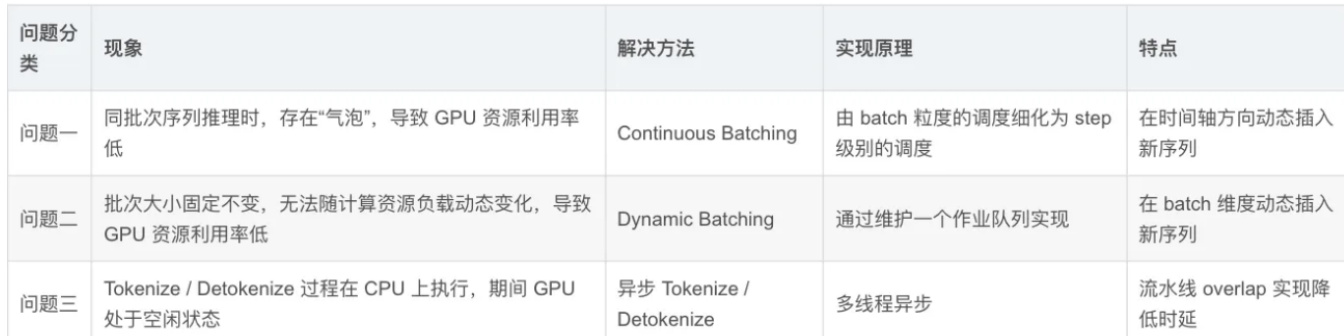 问题分类 现象 解决方法 实现原理 特点
问题一 同批次序列推理时，存在“气泡”，导致 GPU 资源利用率低 Continuous Batching 由 batch 粒度的调度细化为 step 级别的调度 在时间轴方向动态插入新序列
问题二 批次大小固定不变，无法随计算资源负载动态变化，导致 GPU 资源利用率低 Dynamic Batching 通过维护一个作业队列实现 在 batch 维度动态插入新序列
问题三 Tokenize / Detokenize 过程在 CPU 上执行，期间 GPU 处于空闲状态 异步 Tokenize / Detokenize 多线程异步 流水线 overlap 实现降低时延